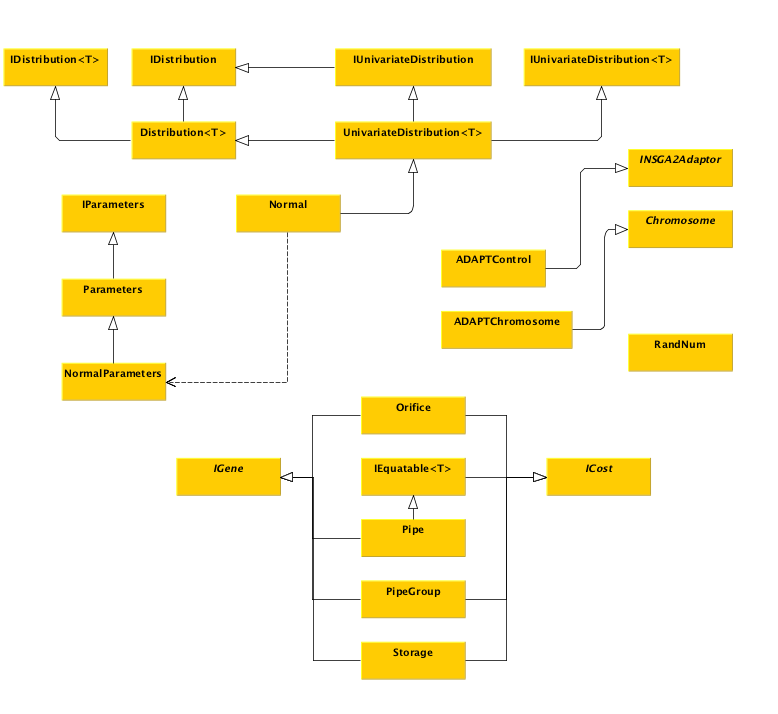 IDistribution<T>
IDistribution
IUnivariateDistribution
IUnivariateDistribution<T>
Distribution<T>
UnivariateDistribution<T>
INSGA2Adaptor
IParameters
Normal
Chromosome
ADAPTControl
Parameters
ADAPTChromosome
RandNum
NormalParameters
Orifice
IGene
IEquatable<T>
ICost
Pipe
PipeGroup
Storage